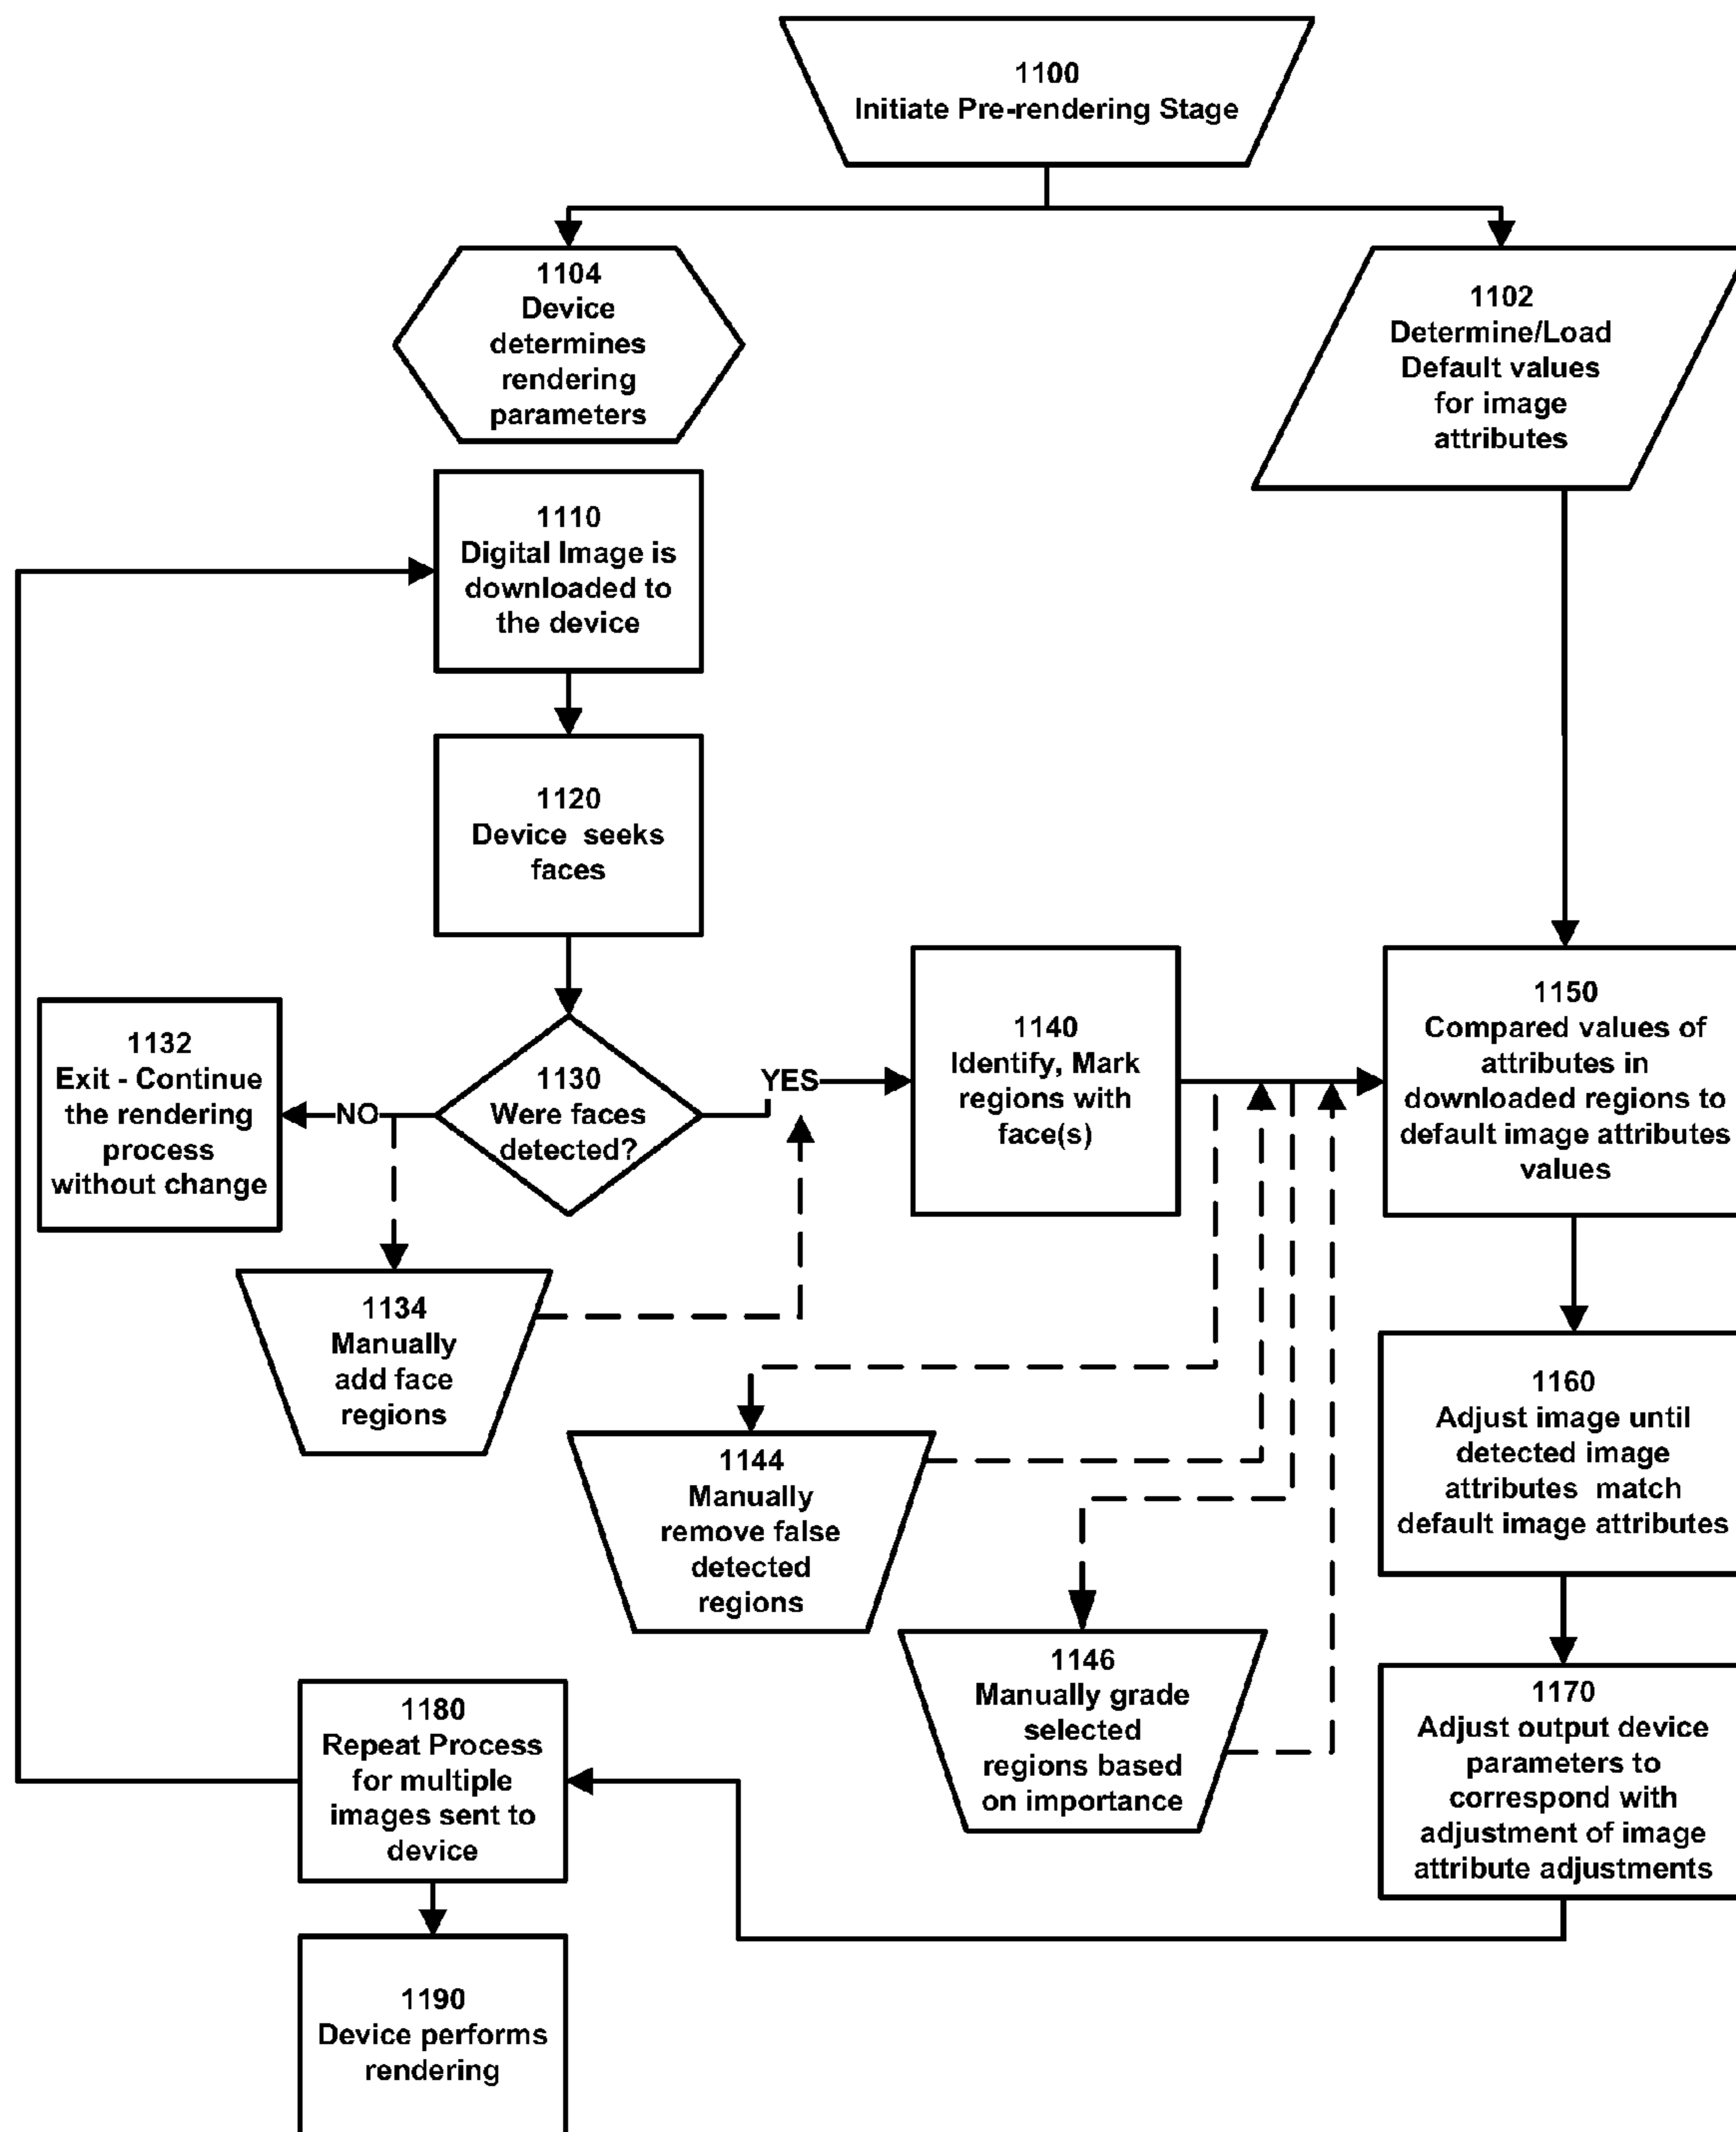 1100
Initiate Pre-rendering Stage
1104
Device
determines
rendering
parameters
1102
Determine/Load
Default values
for image
attributes
1110
Digital Image is
downloaded to
the device
1120
Device seeks
faces
1132
Exit - Continue
the rendering
process
without change
NO
1130
Were faces
detected?
YES
1140
Identify, Mark
regions with
face(s)
1150
Compared values of
attributes in
downloaded regions to
default image attributes
values
1134
Manually
add face
regions
1144
Manually
remove false
detected
regions
1160
Adjust image until
detected image
attributes match
default image attributes
1146
Manually grade
selected
regions based
on importance
1170
Adjust output device
parameters to
correspond with
adjustment of image
attribute adjustments
1180
Repeat Process
for multiple
images sent to
device
1190
Device performs
rendering